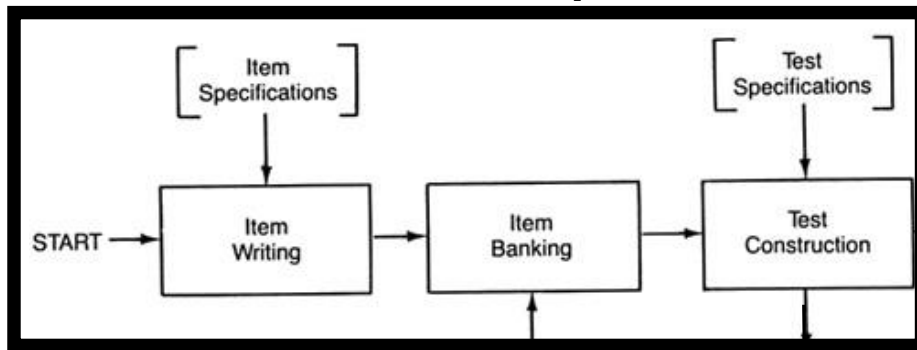 Item
Specifications
Test
Specifications
START
Item
Writing
Item
Banking
Test
Construction